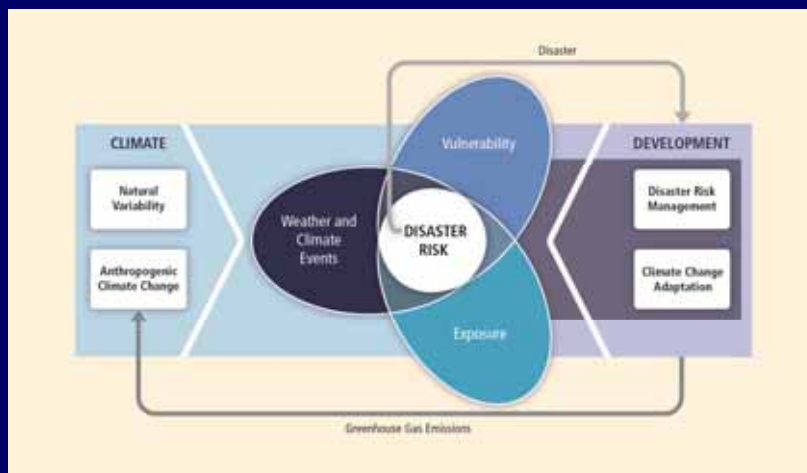 Disaster
CLIMATE
Natural
Variability
Anthropogenic
Climate Change
Weather and
Climate
Events
Vulnerability
DISASTER
RISK
Exposure
DEVELOPMENT
Disaster Risk
Management
Climate Change
Adaptation
Greenhouse Gas Emissions